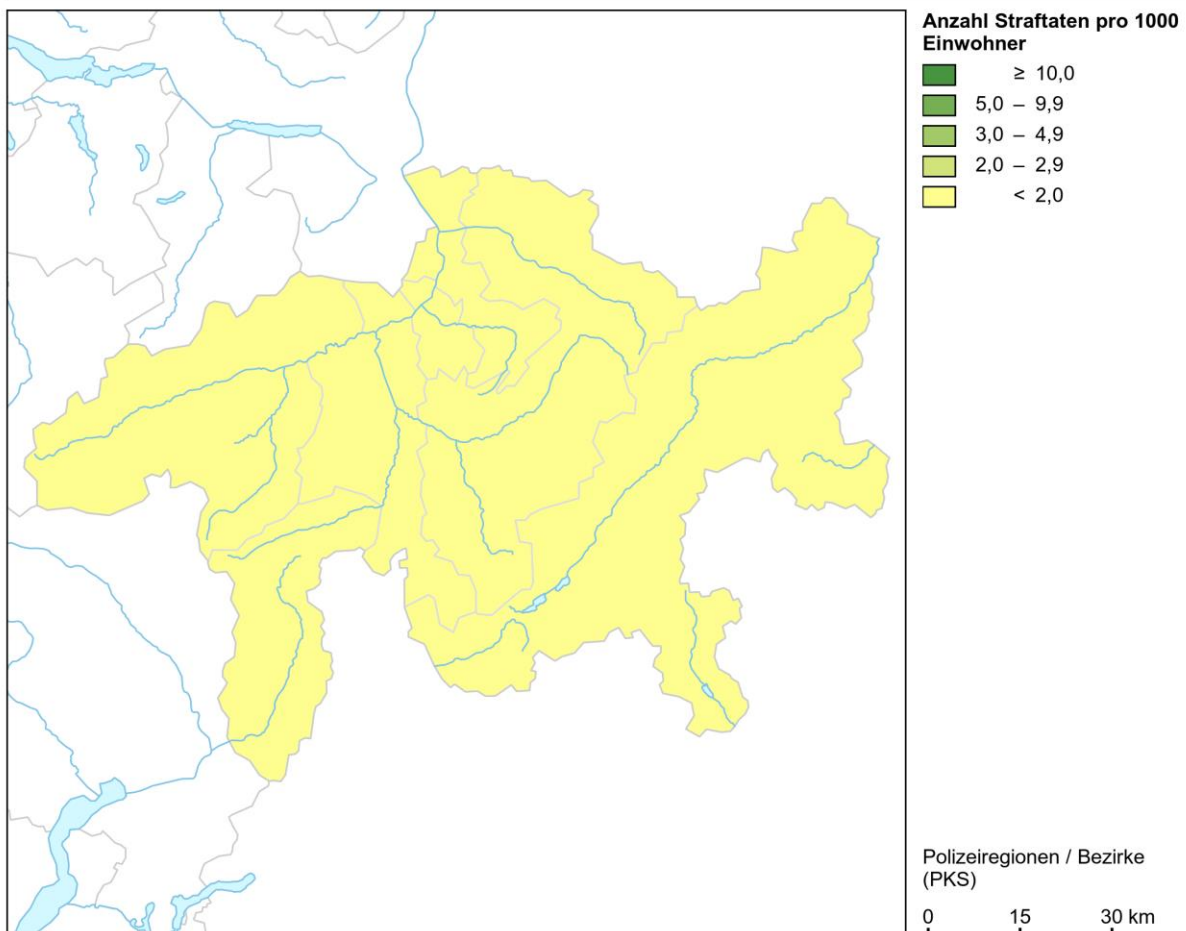 Anzahl Straftaten pro 1000
Einwohner
≥ 10,0
5,0 – 9,9
3,0 – 4,9
2,0 – 2,9
< 2,0
Polizeiregionen / Bezirke
(PKS)
0 15 30 km